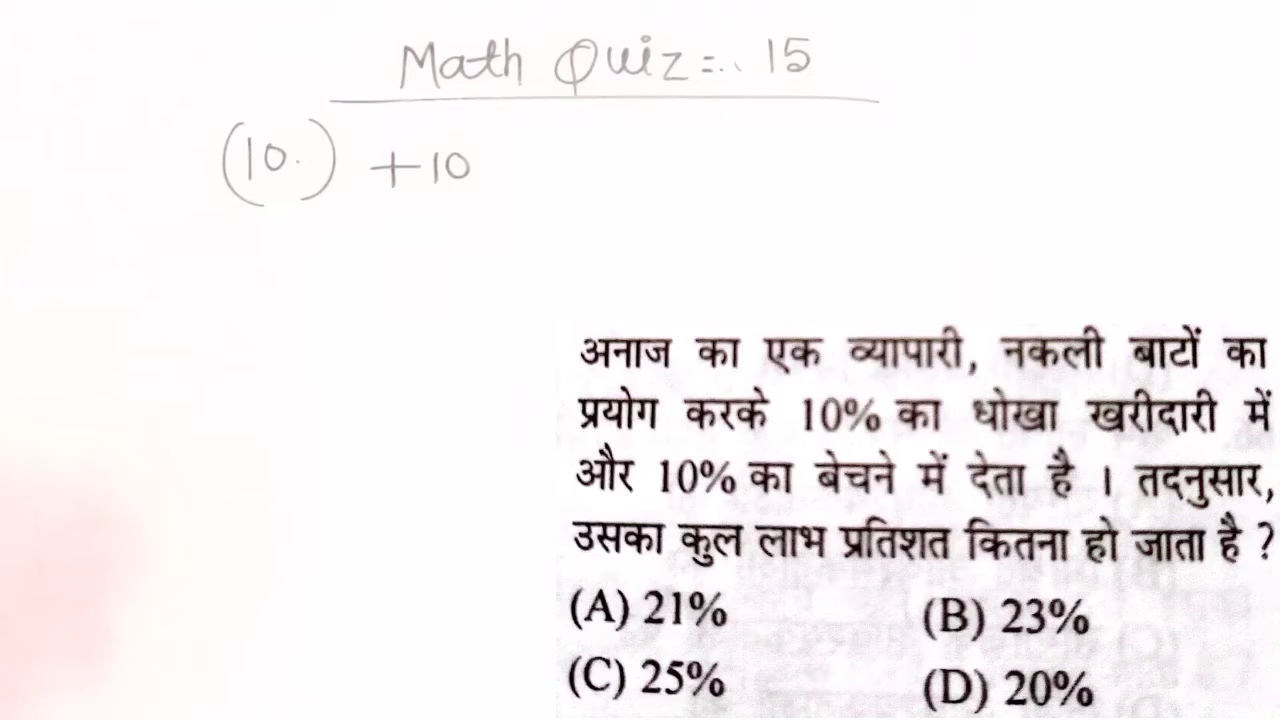 Math Quiz=.. 15
(10.) +10
अनाज का एक व्यापारी, नकली बाटों का
प्रयोग करके 10% का धोखा खरीदारी में
और 10% का बेचने में देता है । तदनुसार,
उसका कुल लाभ प्रतिशत कितना हो जाता है ?
(A) 21% (B) 23%
(C) 25% (D) 20%